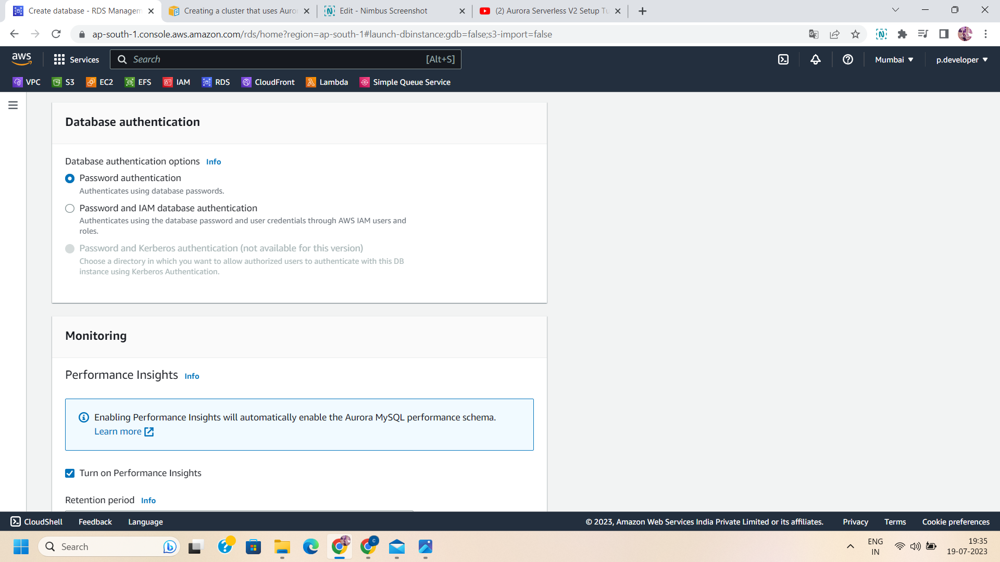 Create database - RDS Managem
Creating a cluster that uses Auror
Edit - Nimbus Screenshot
(2) Aurora Serverless V2 Setup Tu
ap-south-1.console.aws.amazon.com/rds/home?region=ap-south-1#launch-dbinstance:gdb=false;s3-import=false
aws
Services
Search
[Alt+S]
Mumbai
p.developer
VPC
S3
EC2
EFS
IAM
RDS
CloudFront
Lambda
Simple Queue Service
Database authentication
Database authentication options Info
Password authentication
Authenticates using database passwords.
Password and IAM database authentication
Authenticates using the database password and user credentials through AWS IAM users and
roles.
Password and Kerberos authentication (not available for this version)
Choose a directory in which you want to allow authorized users to authenticate with this DB
instance using Kerberos Authentication.
Monitoring
Performance Insights Info
Enabling Performance Insights will automatically enable the Aurora MySQL performance schema.
Learn more
Turn on Performance Insights
Retention period Info
CloudShell
Feedback
Language
© 2023, Amazon Web Services India Private Limited or its affiliates.
Privacy
Terms
Cookie preferences
Search
ENG
IN
19:35
19-07-2023